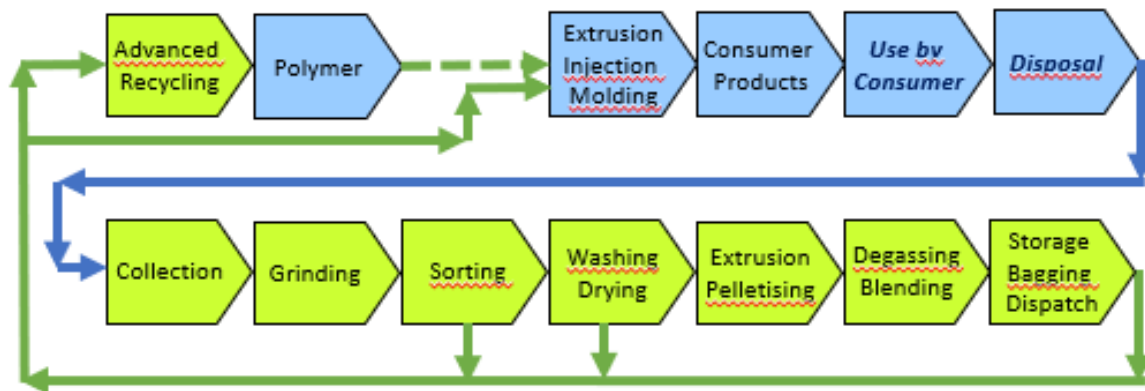 Advanced
Recycling
Polymer
Extrusion
Injection
Molding
Consumer
Products
Use by
Consumer
Disposal
Collection
Grinding
Sorting
Washing
Drying
Extrusion
Pelletising
Degassing
Blending
Storage
Bagging
Dispatch